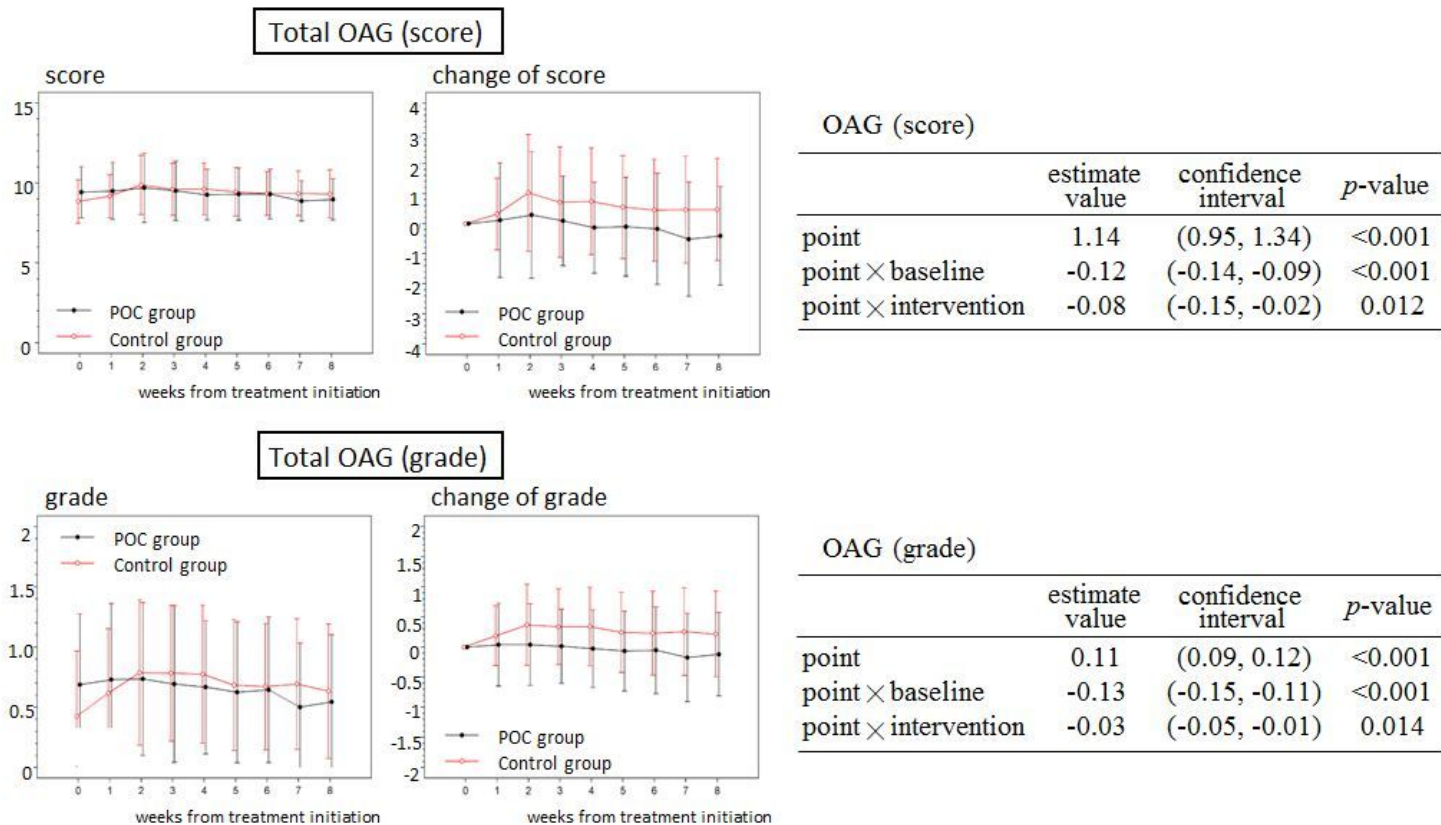 Total OAG (score)
score
15
10
5
0
POC group
Control group
0 1 2 3 4 5 6 7 8
weeks from treatment initiation
change of score
4
3
2
1
0
-1
-2
-3
-4
POC group
Control group
0 1 2 3 4 5 6 7 8
weeks from treatment initiation
OAG (score)
estimate value confidence interval p-value
point 1.14 (0.95, 1.34) <0.001
point × baseline -0.12 (-0.14, -0.09) <0.001
point × intervention -0.08 (-0.15, -0.02) 0.012
Total OAG (grade)
grade
2
1.5
1.0
0.5
0
POC group
Control group
0 1 2 3 4 5 6 7 8
weeks from treatment initiation
change of grade
2
1.5
1
0.5
0
-0.5
-1
-1.5
-2
POC group
Control group
0 1 2 3 4 5 6 7 8
weeks from treatment initiation
OAG (grade)
estimate value confidence interval p-value
point 0.11 (0.09, 0.12) <0.001
point × baseline -0.13 (-0.15, -0.11) <0.001
point × intervention -0.03 (-0.05, -0.01) 0.014